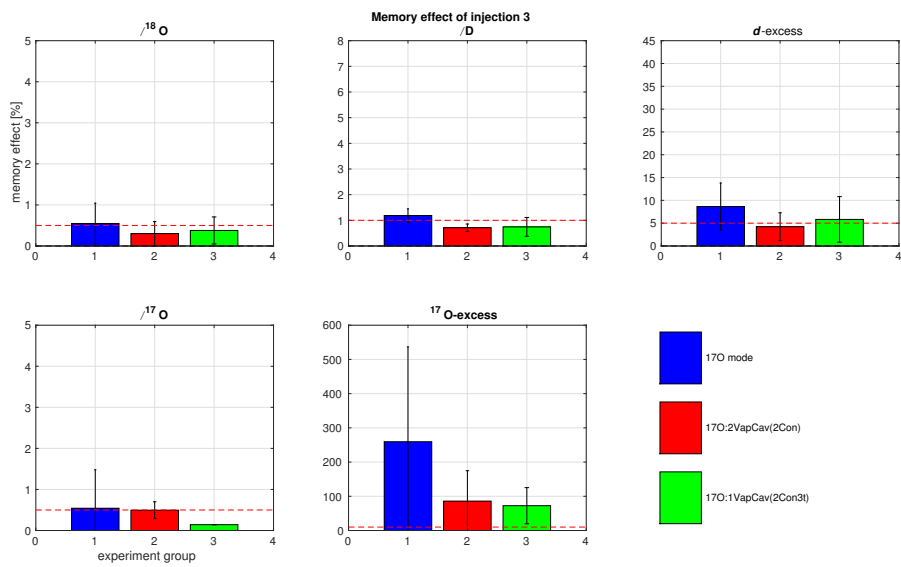 Memory effect of injection 3
/18 O
/D
d-excess
5
4
3
2
1
0
memory effect [%]
0 1 2 3 4
8
7
6
5
4
3
2
1
0
0 1 2 3 4
45
40
35
30
25
20
15
10
5
0
0 1 2 3 4
/17 O
17 O-excess
5
4
3
2
1
0
0 1 2 3 4
experiment group
600
500
400
300
200
100
0
0 1 2 3 4
17O mode
17O:2VapCav(2Con)
17O:1VapCav(2Con3t)